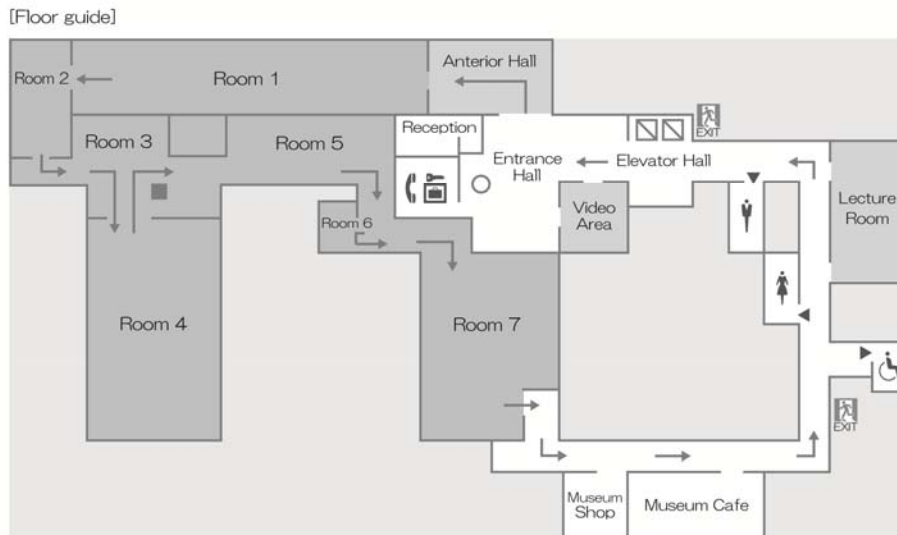 [Floor guide]
Anterior Hall
Room 2
Room 1
EXIT
Reception
Room 3
Room 5
Entrance
Hall
Elevator Hall
Lecture
Room
Video
Area
Room 6
Room 4
Room 7
EXIT
Museum
Shop
Museum Cafe